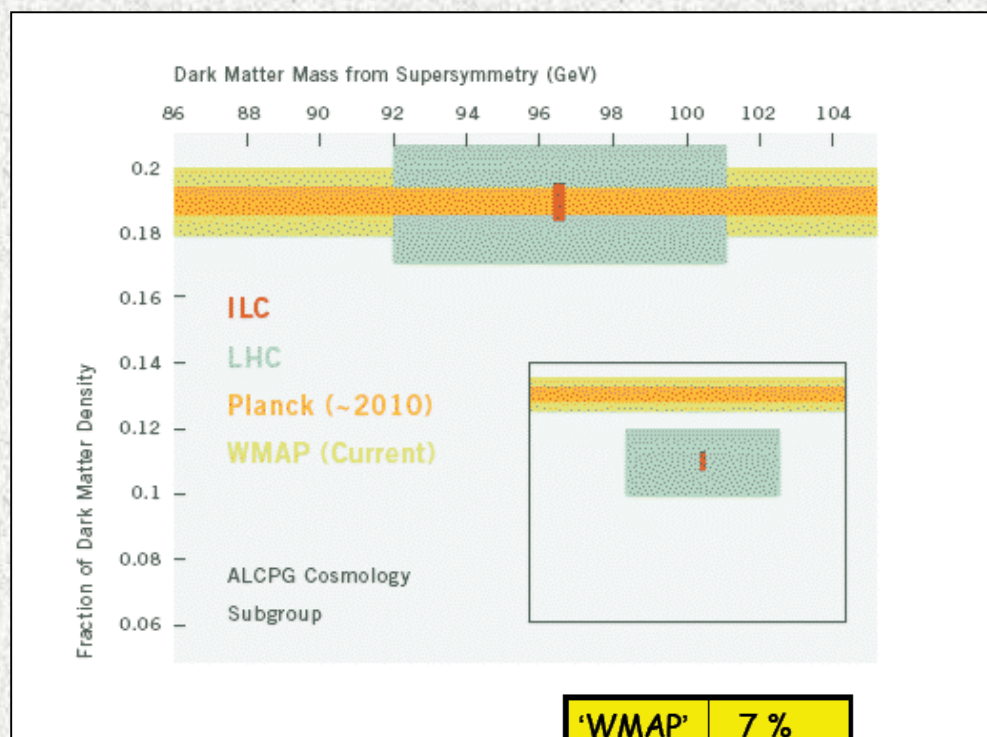 Dark Matter Mass from Supersymmetry (GeV)
86 88 90 92 94 96 98 100 102 104
0.2
0.18
0.16
0.14
0.12
0.1
0.08
0.06
Fraction of Dark Matter Density
ILC
LHC
Planck (~2010)
WMAP (Current)
ALCPG Cosmology
Subgroup
‘WMAP’ 7 %